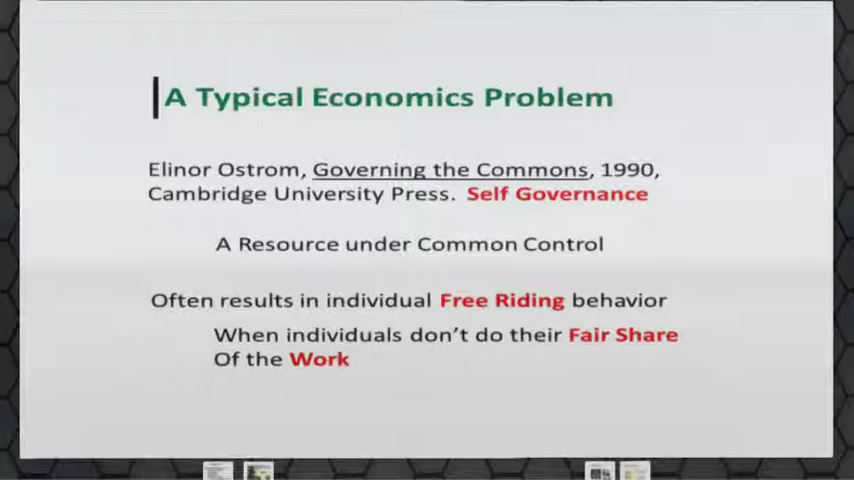 A Typical Economics Problem
Elinor Ostrom, Governing the Commons, 1990,
Cambridge University Press. Self Governance
A Resource under Common Control
Often results in individual Free Riding behavior
When individuals don't do their Fair Share
Of the Work